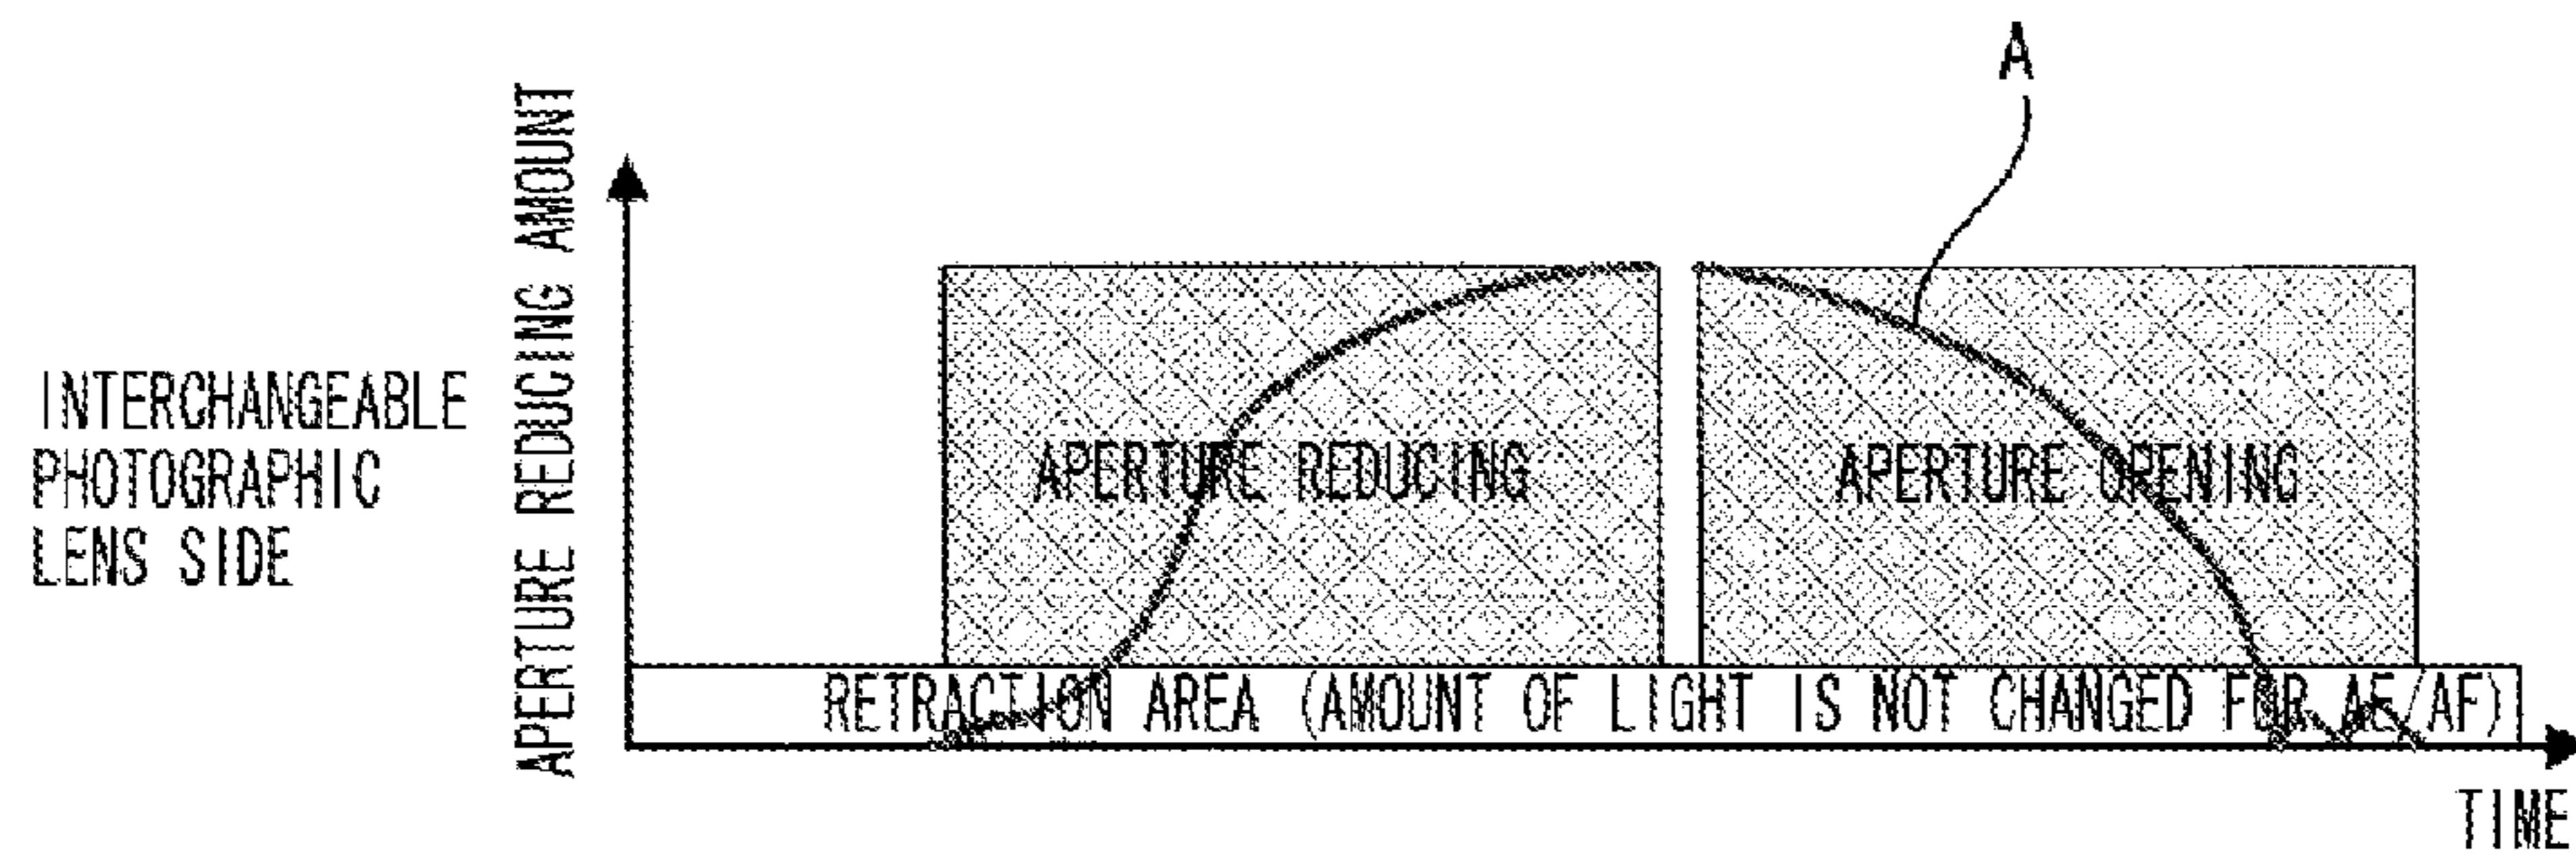 A
APERTURE REDUCING AMOUNT
INTERCHANGEABLE
PHOTOGRAPHIC
LENS SIDE
APERTURE REDUCING
APERTURE OPENING
RETRACTION AREA (AMOUNT OF LIGHT IS NOT CHANGED FOR AE/AF)
TIME